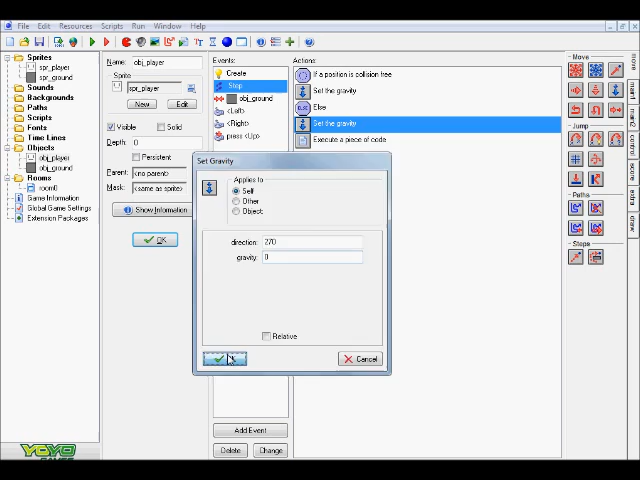 File Edit Resources Scripts Run Window Help
Sprites
spr_player
spr_ground
Sounds
Backgrounds
Paths
Scripts
Fonts
Time Lines
Objects
obj_player
obj_ground
Rooms
room0
Game Information
Global Game Settings
Extension Packages
Name: obj_player
Sprite
spr_player
New Edit
Visible Solid
Depth: 0
Persistent
Parent: <no parent>
Mask: <same as sprite>
Show Information
OK
Events:
Create
Step
obj_ground
<Left>
<Right>
press <Up>
Add Event
Delete Change
Actions:
If a position is collision free
Set the gravity
Else
Set the gravity
Execute a piece of code
Set Gravity
Applies to
Self
Other
Object:
direction: 270
gravity: 0
Relative
Cancel
Move
Jump
Paths
Steps
move
main1
main2
control
score
extra
draw
YOYO